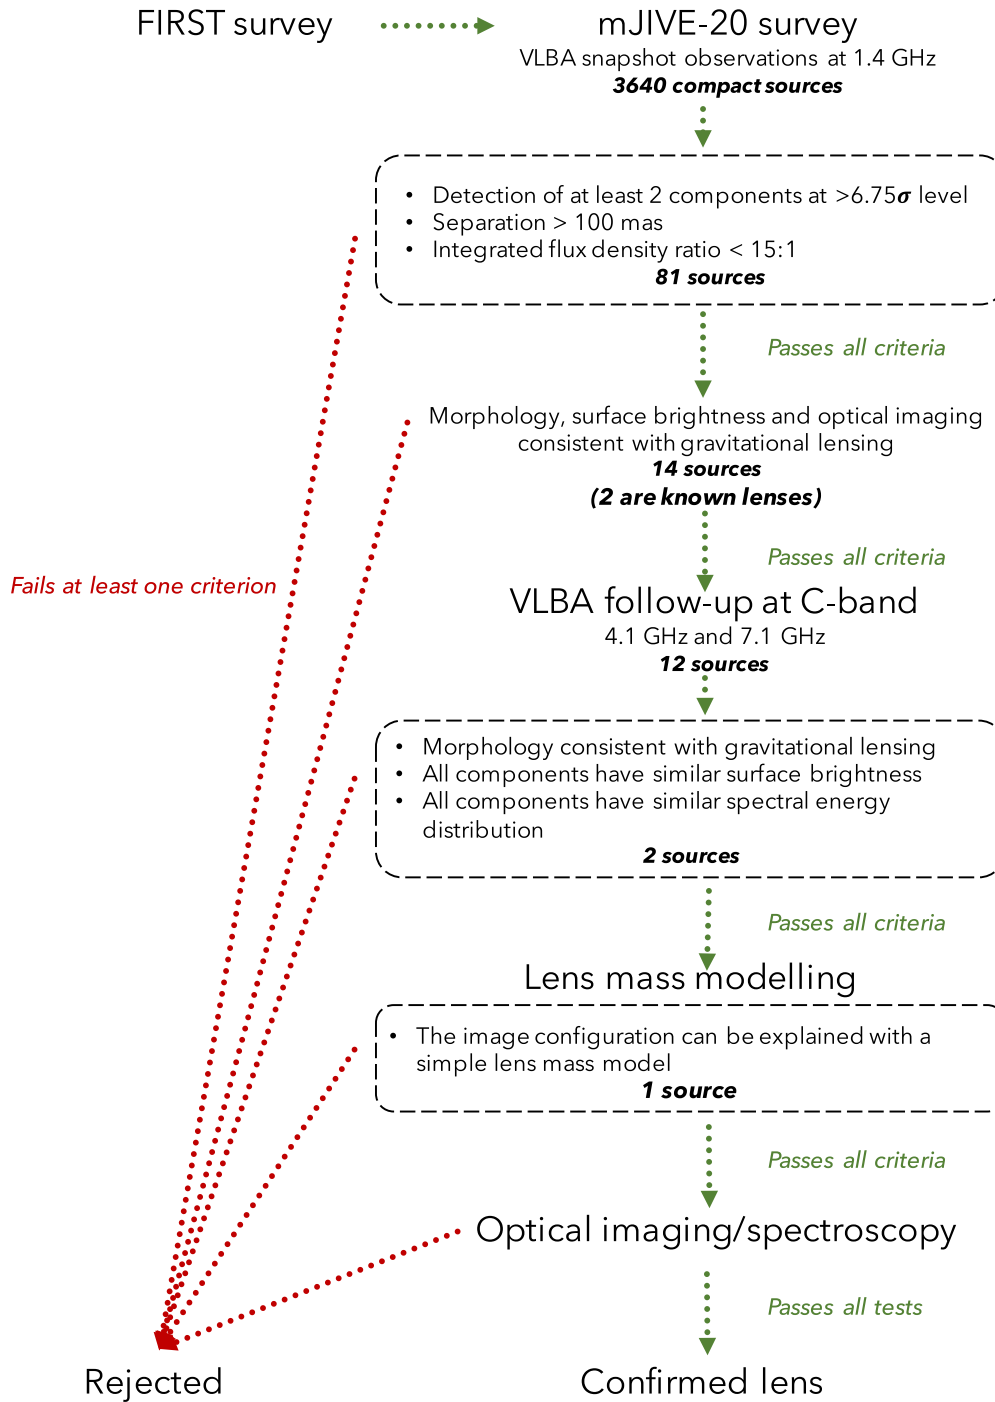 FIRST survey
mJIVE-20 survey
VLBA snapshot observations at 1.4 GHz
3640 compact sources
• Detection of at least 2 components at >6.75σ level
• Separation > 100 mas
• Integrated flux density ratio < 15:1
81 sources
Passes all criteria
Morphology, surface brightness and optical imaging
consistent with gravitational lensing
14 sources
(2 are known lenses)
Passes all criteria
Fails at least one criterion
VLBA follow-up at C-band
4.1 GHz and 7.1 GHz
12 sources
• Morphology consistent with gravitational lensing
• All components have similar surface brightness
• All components have similar spectral energy
distribution
2 sources
Passes all criteria
Lens mass modelling
• The image configuration can be explained with a
simple lens mass model
1 source
Passes all criteria
Optical imaging/spectroscopy
Passes all tests
Rejected
Confirmed lens